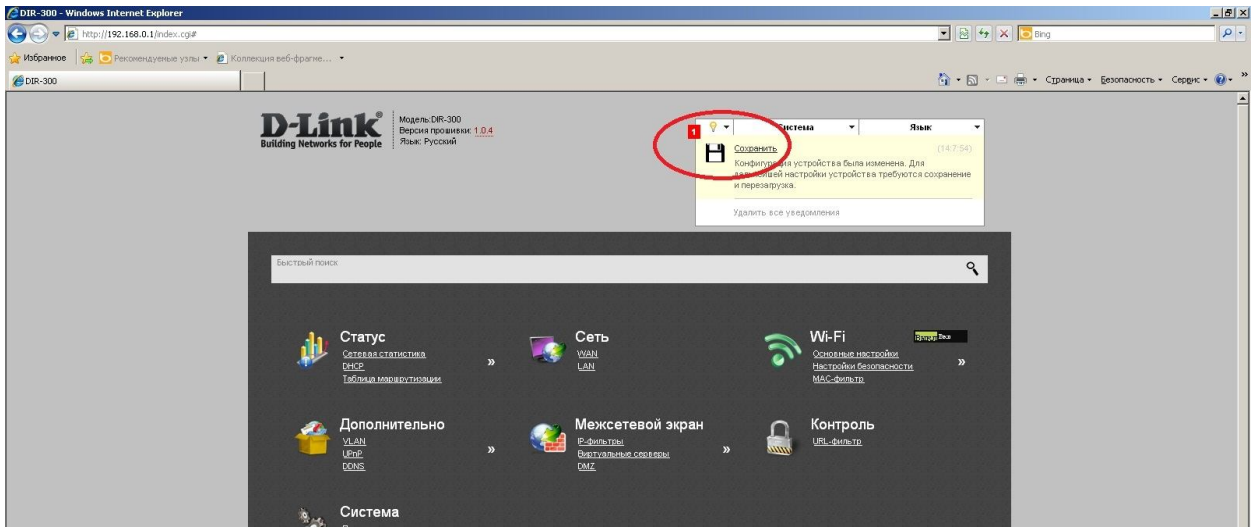 DIR-300 - Windows Internet Explorer
http://192.168.0.1/index.cgi#
Bing
Избранное
Рекомендуемые узлы
Коллекция веб-фрагме...
DIR-300
Страница
Безопасность
Сервис
D-Link®
Building Networks for People
Модель:DIR-300
Версия прошивки: 1.0.4
Язык: Русский
1
Система
Язык
Сохранить
(14:7:54)
Конфигурация устройства была изменена. Для
дальнейшей настройки устройства требуются сохранение
и перезагрузка.
Удалить все уведомления
Быстрый поиск
Статус
Сетевая статистика
DHCP
Таблица маршрутизации
»
Сеть
WAN
LAN
Wi-Fi
Основные настройки
Настройки безопасности
MAC-фильтр
»
Дополнительно
VLAN
UPnP
DDNS
»
Межсетевой экран
IP-фильтры
Виртуальные серверы
DMZ
»
Контроль
URL-фильтр
Система